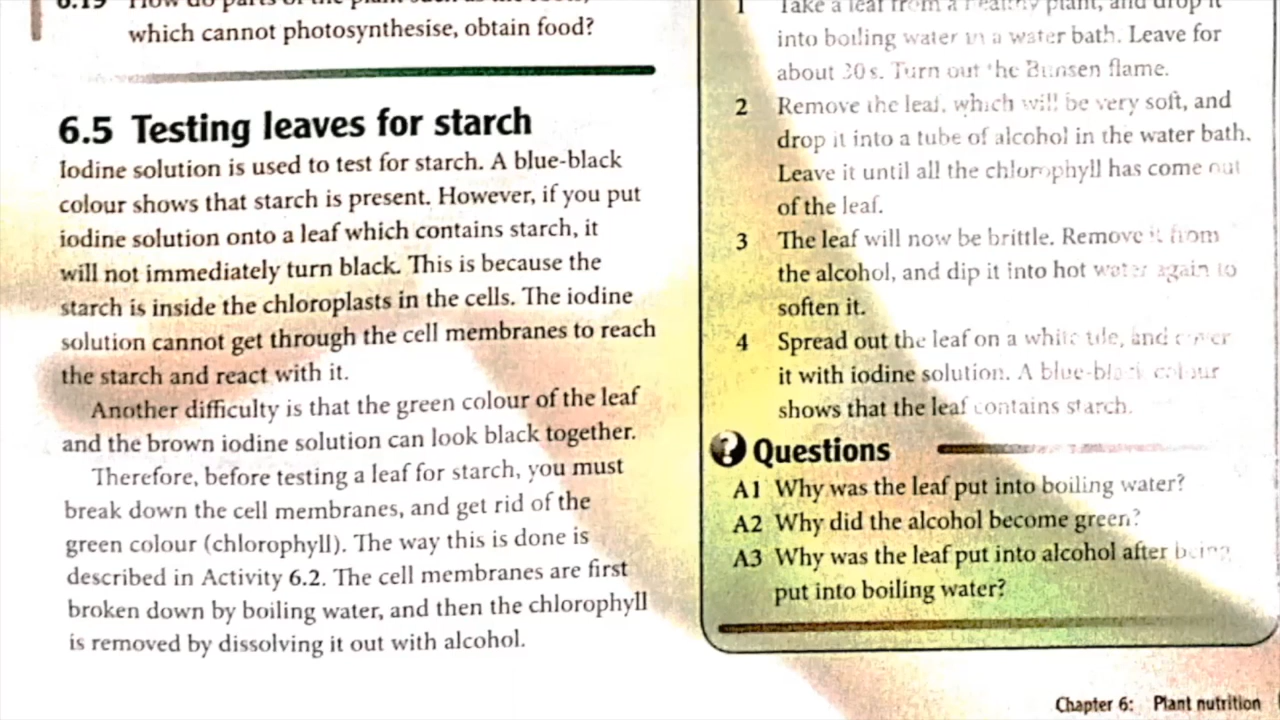 6.19 How do parts of the plant such as the roots,
which cannot photosynthesise, obtain food?
6.5 Testing leaves for starch
Iodine solution is used to test for starch. A blue-black
colour shows that starch is present. However, if you put
iodine solution onto a leaf which contains starch, it
will not immediately turn black. This is because the
starch is inside the chloroplasts in the cells. The iodine
solution cannot get through the cell membranes to reach
the starch and react with it.
Another difficulty is that the green colour of the leaf
and the brown iodine solution can look black together.
Therefore, before testing a leaf for starch, you must
break down the cell membranes, and get rid of the
green colour (chlorophyll). The way this is done is
described in Activity 6.2. The cell membranes are first
broken down by boiling water, and then the chlorophyll
is removed by dissolving it out with alcohol.
1 Take a leaf from a healthy plant, and drop it
into boiling water in a water bath. Leave for
about 30 s. Turn out the Bunsen flame.
2 Remove the leaf, which will be very soft, and
drop it into a tube of alcohol in the water bath.
Leave it until all the chlorophyll has come out
of the leaf.
3 The leaf will now be brittle. Remove it from
the alcohol, and dip it into hot water again to
soften it.
4 Spread out the leaf on a white tile, and cover
it with iodine solution. A blue-black colour
shows that the leaf contains starch.
? Questions
A1 Why was the leaf put into boiling water?
A2 Why did the alcohol become green?
A3 Why was the leaf put into alcohol after being
put into boiling water?
Chapter 6: Plant nutrition